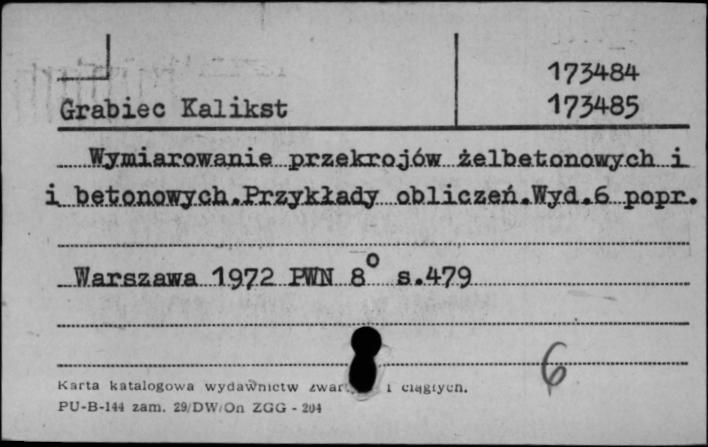 173484
Grabiec Kalikst 173485
Wymiarowanie przekrojów żelbetonowych i
i betonowych.Przykłady obliczeń.Wyd.6 popr.
Warszawa 1972 PWN 8° s.479
6
Karta katalogowa wydawnictw i ciągłych.
PU-B-144 zam. 29/DW/On ZGG - 204